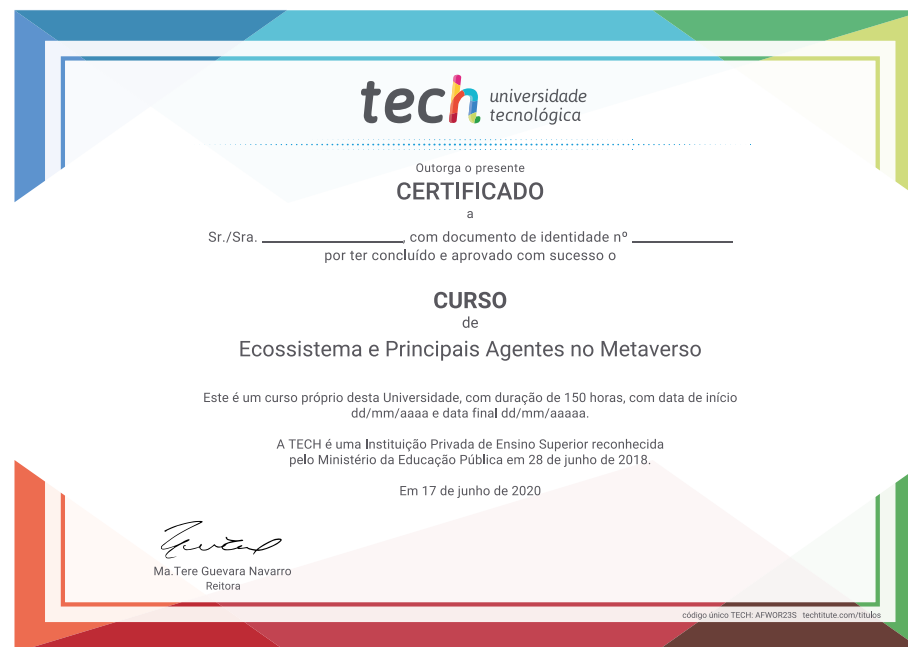 tech universidade
tecnológica
Outorga o presente
CERTIFICADO
a
Sr./Sra. , com documento de identidade nº
por ter concluído e aprovado com sucesso o
CURSO
de
Ecossistema e Principais Agentes no Metaverso
Este é um curso próprio desta Universidade, com duração de 150 horas, com data de início
dd/mm/aaaa e data final dd/mm/aaaaa.
A TECH é uma Instituição Privada de Ensino Superior reconhecida
pelo Ministério da Educação Pública em 28 de junho de 2018.
Em 17 de junho de 2020
Ma.Tere Guevara Navarro
Reitora
código único TECH: AFWOR23S techtitute.com/titulos